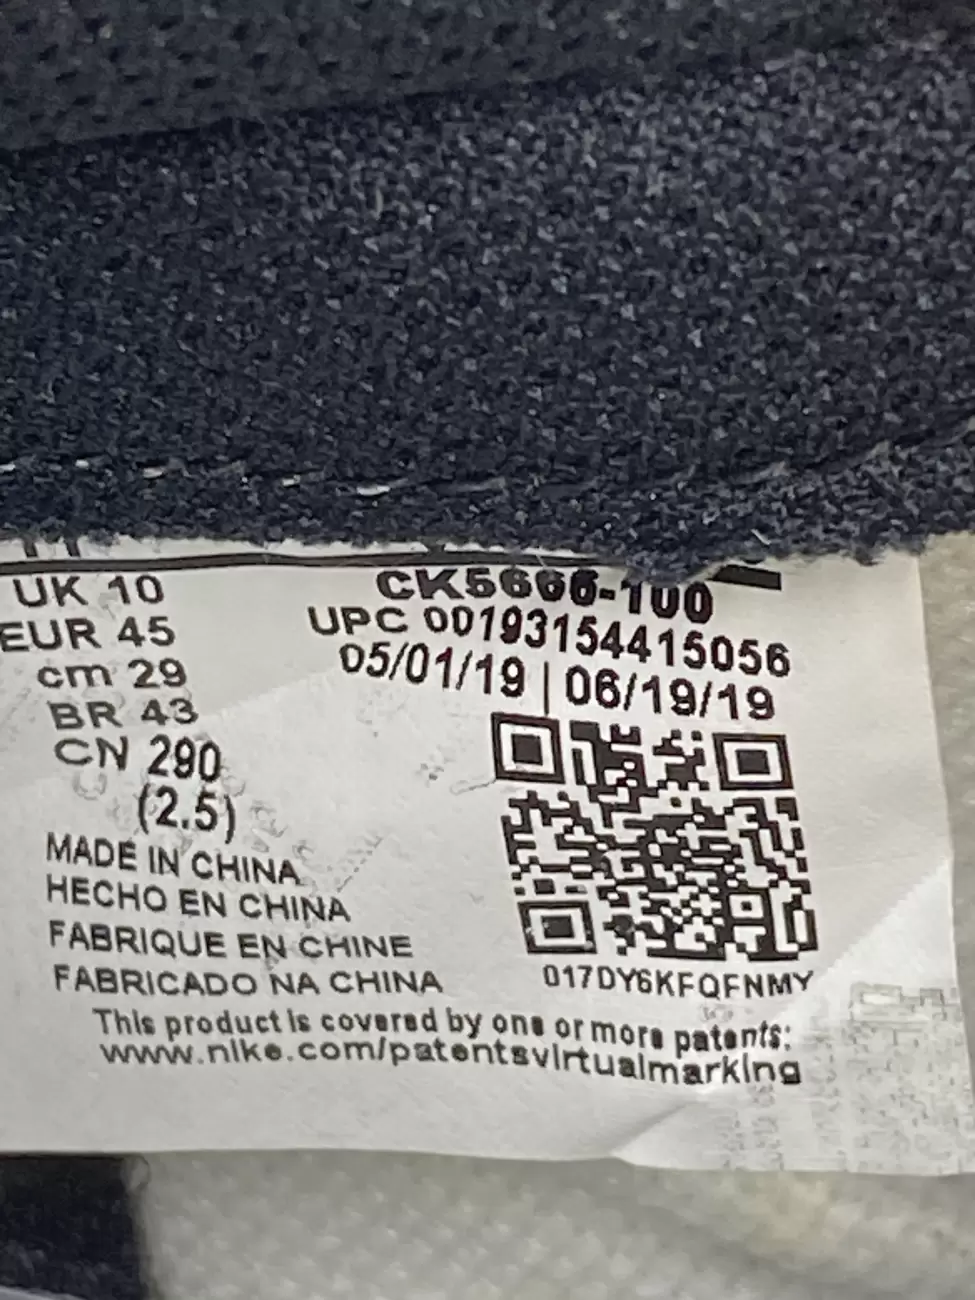 UK 10
EUR 45
cm 29
BR 43
CN 290
(2.5)
MADE IN CHINA
HECHO EN CHINA
FABRIQUE EN CHINE
FABRICADO NA CHINA
CK5666-100
UPC 00193154415056
05/01/19 | 06/19/19
017DY6KFQFNMY
This product is covered by one or more patents:
www.nike.com/patentsvirtualmarking